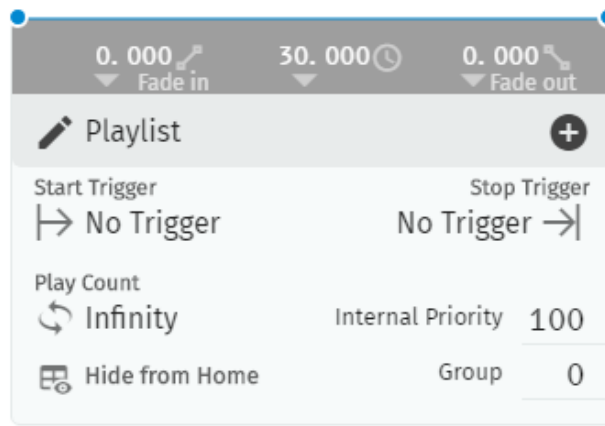 0. 000 30. 000 0. 000
Fade in Fade out
Playlist
Start Trigger Stop Trigger
No Trigger No Trigger
Play Count
Infinity Internal Priority 100
Hide from Home Group 0